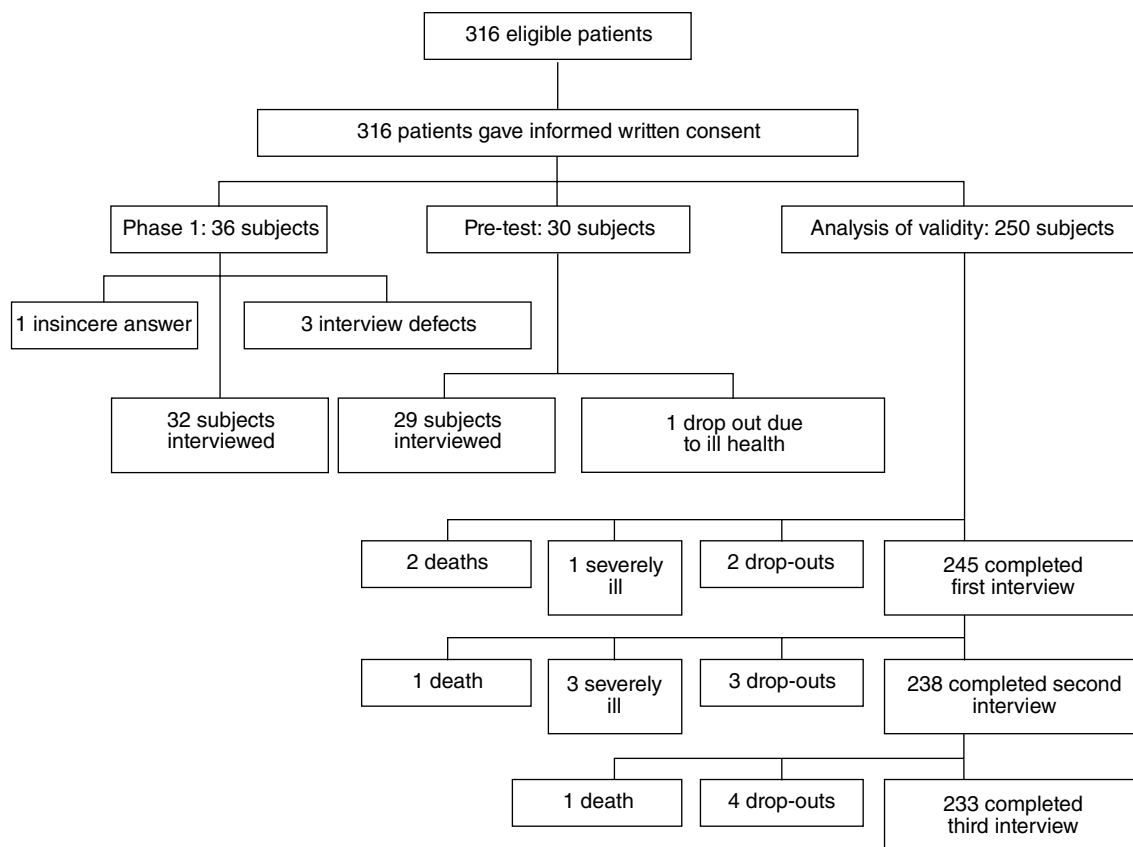 316 eligible patients
316 patients gave informed written consent
Phase 1: 36 subjects
Pre-test: 30 subjects
Analysis of validity: 250 subjects
1 insincere answer
3 interview defects
32 subjects
interviewed
29 subjects
interviewed
1 drop out due
to ill health
2 deaths
1 severely
ill
2 drop-outs
245 completed
first interview
1 death
3 severely
ill
3 drop-outs
238 completed second
interview
1 death
4 drop-outs
233 completed
third interview